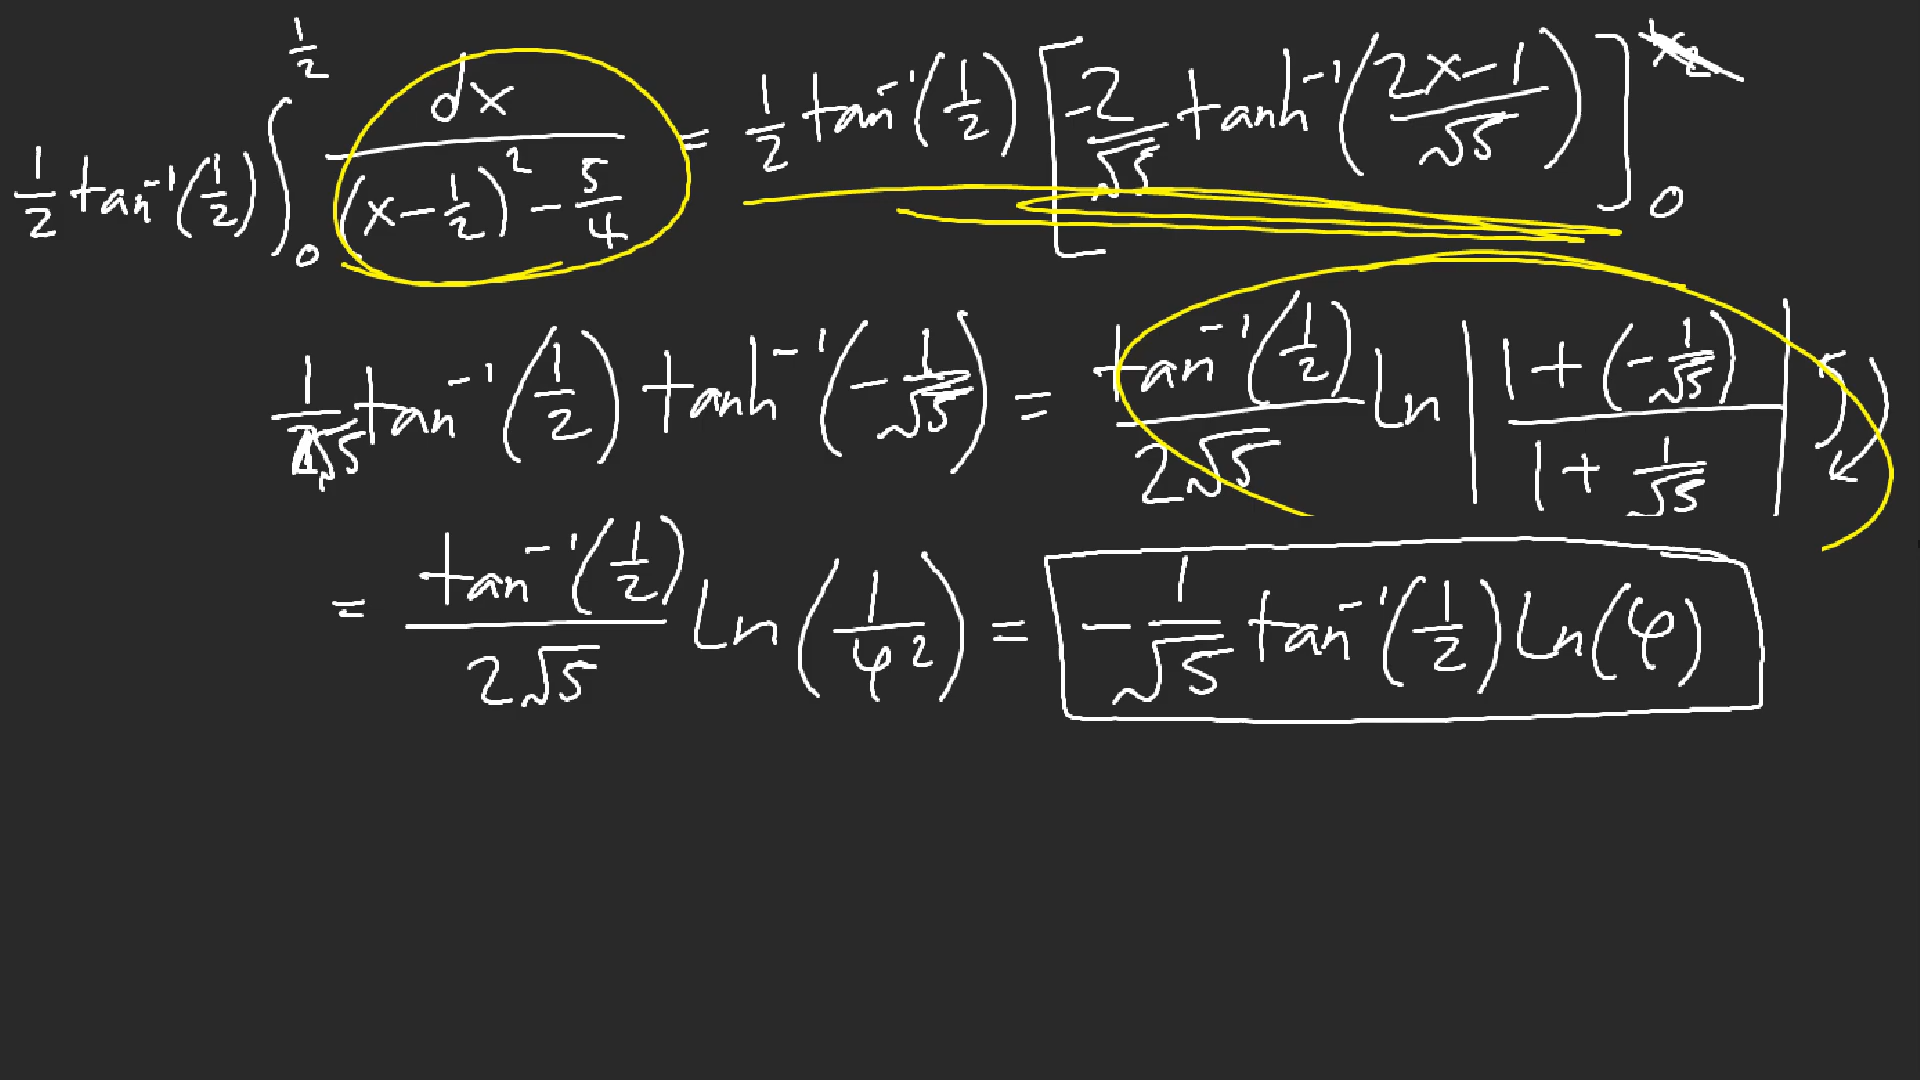 ½ tan⁻¹(½) ∫₀^½ dx / ((x-½)² - 5/4) = ½ tan⁻¹(½) [-2/√5 tanh⁻¹((2x-1)/√5)]₀
1/√5 tan⁻¹(½) tanh⁻¹(-1/√5) = tan⁻¹(½)/(2√5) ln |(1+(-1/√5))/(1+1/√5)|
= tan⁻¹(½)/(2√5) ln(1/φ²) = -1/√5 tan⁻¹(½) ln(φ)